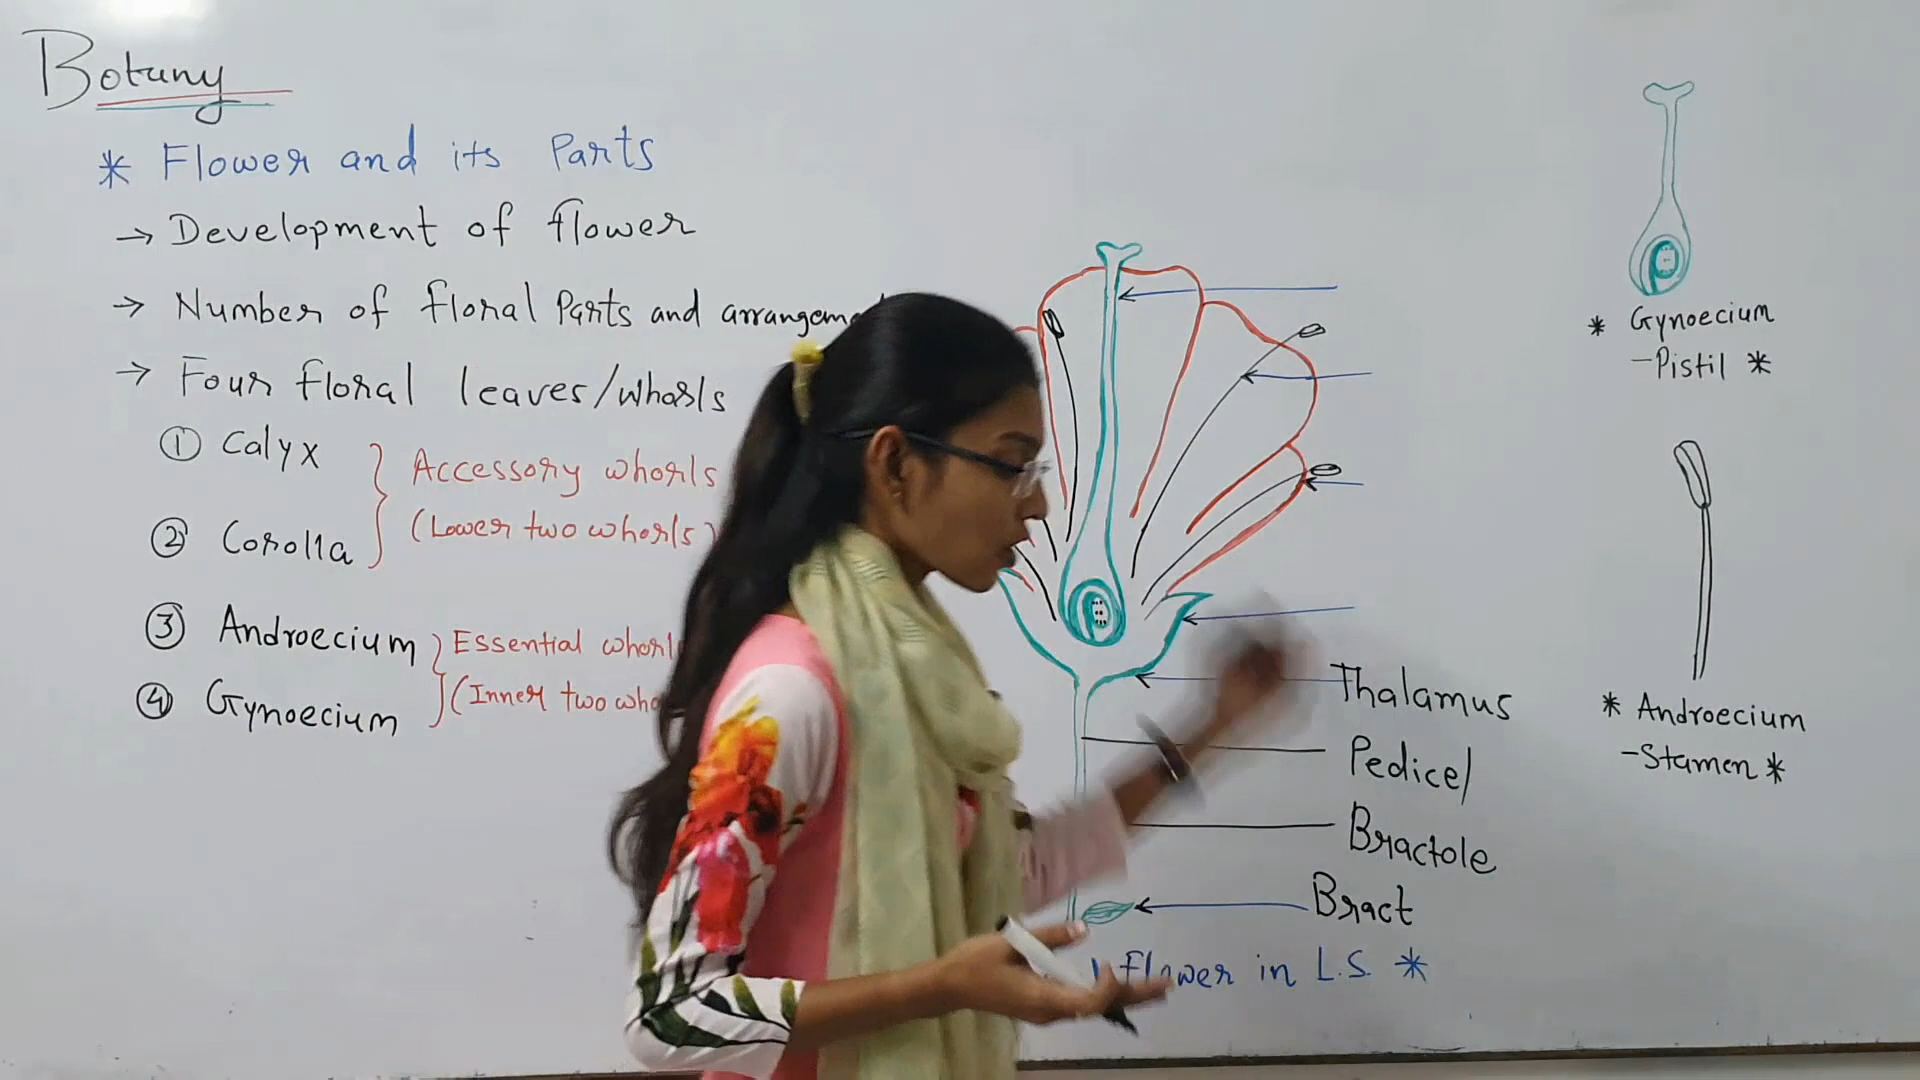 Botany
* Flower and its Parts
→ Development of flower
→ Number of floral Parts and
→ Four floral leaves/whorls
① Calyx
② Corolla
Accessory whorls
(Lower two whorls)
③ Androecium
④ Gynoecium
Essential whorl
(Inner two
Thalamus
Pedicel
Bractole
Bract
flower in L.S. *
* Gynoecium
-Pistil *
* Androecium
-Stamen *